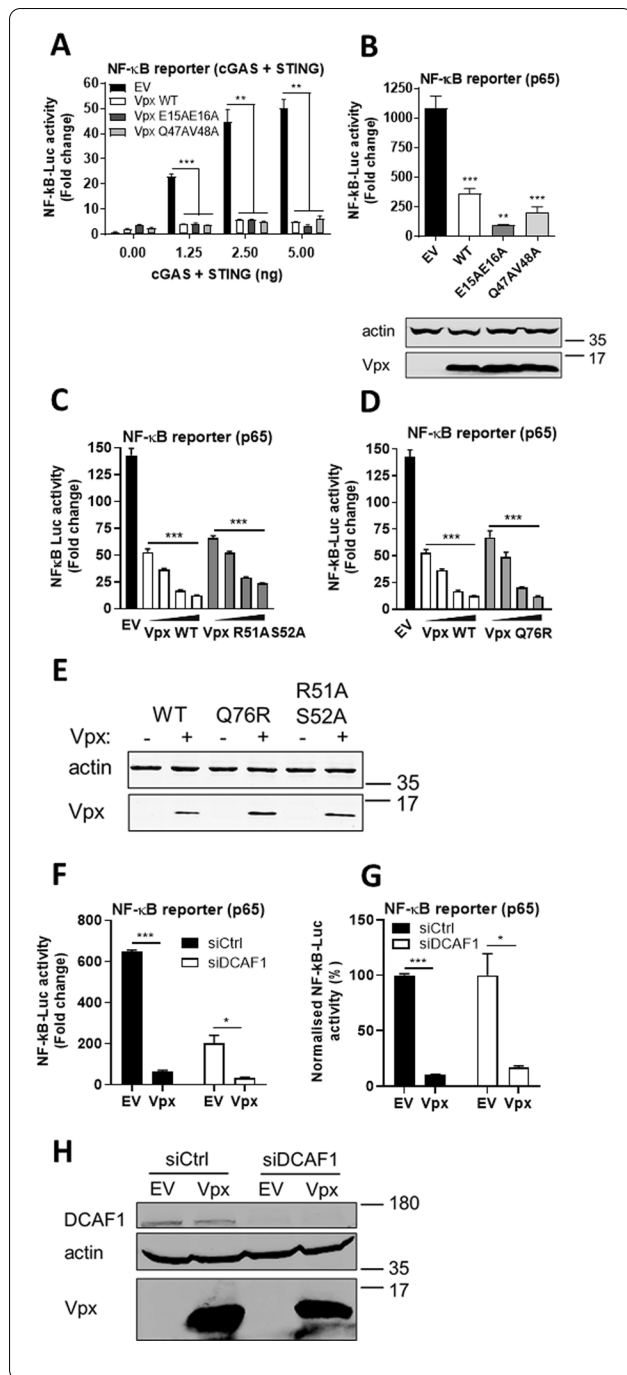 A
NF-κB reporter (cGAS + STING)
EV
Vpx WT
Vpx E15AE16A
Vpx Q47AV48A
NF-kB-Luc activity
(Fold change)
60
50
40
30
20
10
0
***
**
**
0.00 1.25 2.50 5.00
cGAS + STING (ng)
B
NF-κB reporter (p65)
NF-kB-Luc activity
(Fold change)
1250
1000
750
500
250
0
***
**
***
EV
WT
E15AE16A
Q47AV48A
actin
35
17
Vpx
C
NF-κB reporter (p65)
NFκB Luc activity
(Fold change)
150
125
100
75
50
25
0
***
***
EV
Vpx WT Vpx R51AS52A
D
NF-κB reporter (p65)
NF-kB-Luc activity
(Fold change)
150
125
100
75
50
25
0
***
***
EV
Vpx WT Vpx Q76R
E
WT Q76R R51A
S52A
Vpx: - + - + - +
actin
35
17
Vpx
F
NF-κB reporter (p65)
NF-kB-Luc activity
(Fold change)
800
600
400
200
0
***
*
siCtrl
siDCAF1
EV Vpx EV Vpx
G
NF-κB reporter (p65)
siCtrl
siDCAF1
Normalised NF-kB-Luc
activity (%)
150
100
50
0
***
*
EV Vpx EV Vpx
H
siCtrl siDCAF1
EV Vpx EV Vpx
DCAF1
180
actin
35
17
Vpx